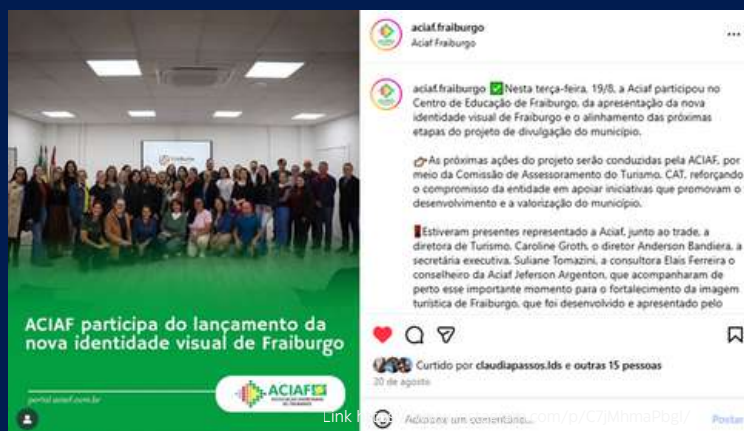 ACIAF participa do lançamento da
nova identidade visual de Fraiburgo
portal.aciaf.com.br
ACIAF
aciaf.fraiburgo
Aciaf Fraiburgo
aciaf.fraiburgo ✅Nesta terça-feira, 19/8, a Aciaf participou no
Centro de Educação de Fraiburgo, da apresentação da nova
identidade visual de Fraiburgo e o alinhamento das próximas
etapas do projeto de divulgação do município.
👉As próximas ações do projeto serão conduzidas pela ACIAF, por
meio da Comissão de Assessoramento do Turismo, CAT, reforçando
o compromisso da entidade em apoiar iniciativas que promovam o
desenvolvimento e a valorização do município.
Estiveram presentes representado a Aciaf, junto ao trade, a
diretora de Turismo, Caroline Groth, o diretor Anderson Bandiera, a
secretária executiva, Suliane Tomazini, a consultora Elais Ferreira o
conselheiro da Aciaf Jeferson Argenton, que acompanharam de
perto esse importante momento para o fortalecimento da imagem
turística de Fraiburgo, que foi desenvolvido e apresentado pelo
Curtido por claudiapassos.lds e outras 15 pessoas
20 de agosto
Adicione um comentário...
Postar
Link